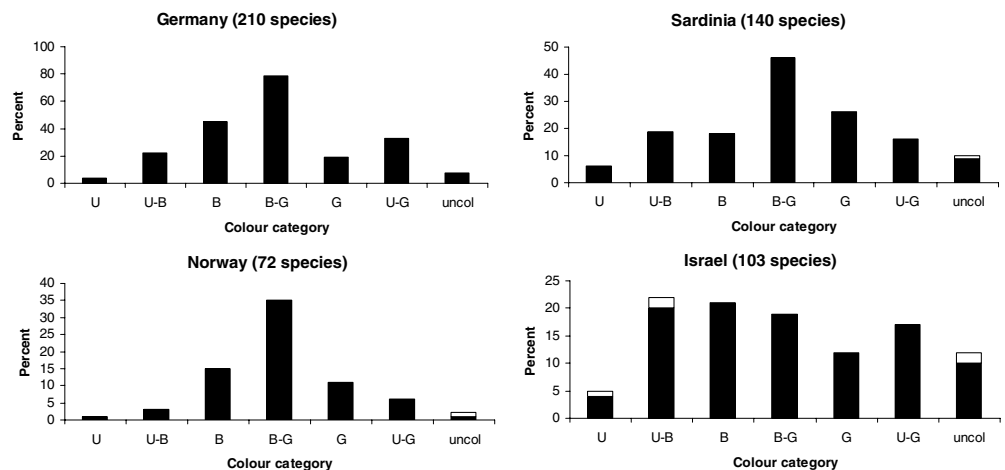 Germany (210 species)
100
80
60
40
20
0
Percent
U U-B B B-G G U-G uncol
Colour category
Sardinia (140 species)
50
40
30
20
10
0
Percent
U U-B B B-G G U-G uncol
Colour category
Norway (72 species)
40
35
30
25
20
15
10
5
0
Percent
U U-B B B-G G U-G uncol
Colour category
Israel (103 species)
25
20
15
10
5
0
Percent
U U-B B B-G G U-G uncol
Colour category